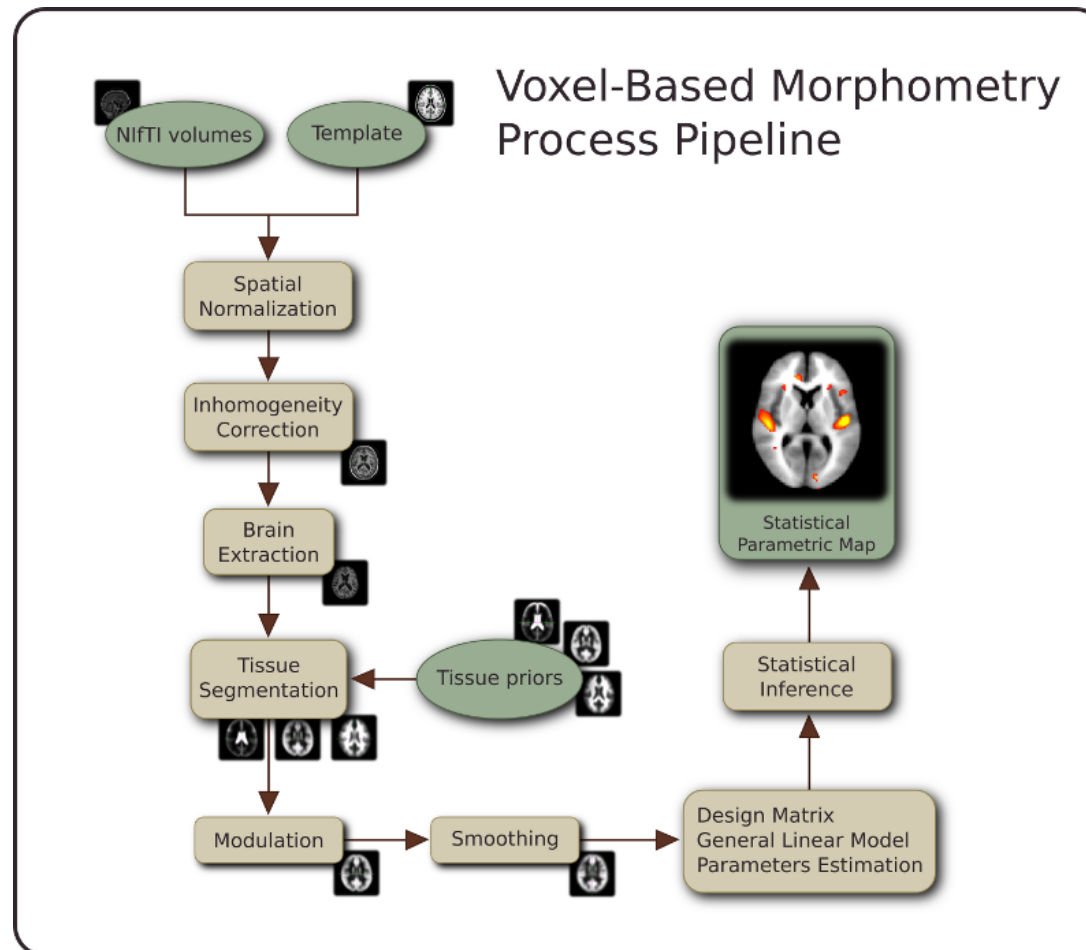 Voxel-Based Morphometry
Process Pipeline
NIfTI volumes
Template
Spatial
Normalization
Inhomogeneity
Correction
Brain
Extraction
Tissue
Segmentation
Tissue priors
Modulation
Smoothing
Design Matrix
General Linear Model
Parameters Estimation
Statistical
Inference
Statistical
Parametric Map